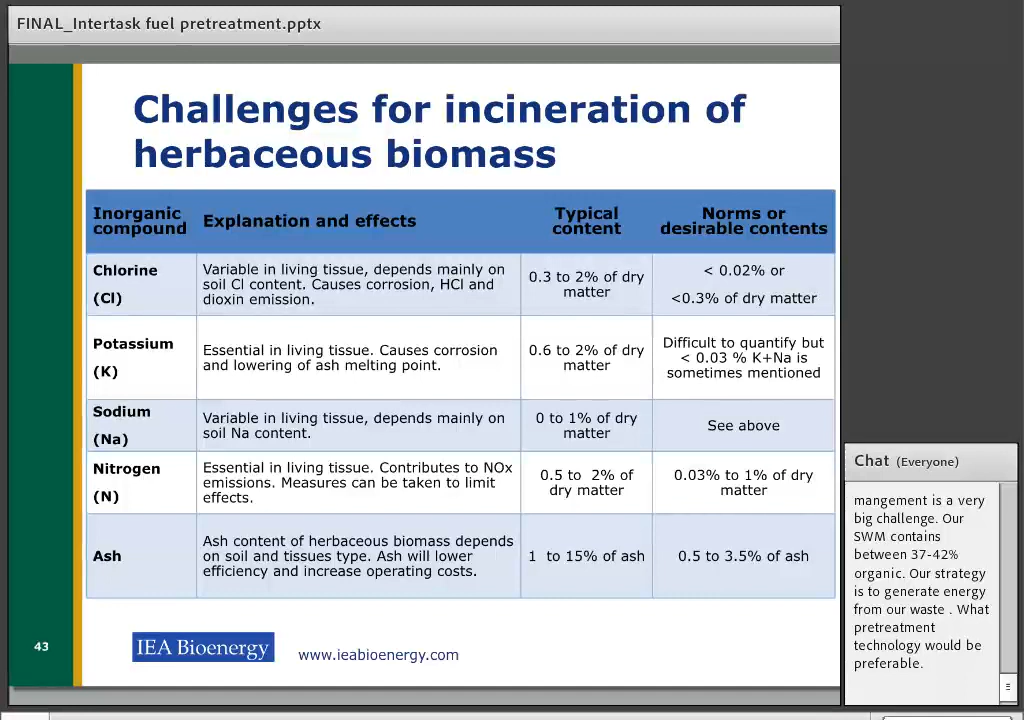 FINAL_Intertask fuel pretreatment.pptx
Challenges for incineration of
herbaceous biomass
Inorganic
compound
Explanation and effects
Typical
content
Norms or
desirable contents
Chlorine
(Cl)
Variable in living tissue, depends mainly on
soil Cl content. Causes corrosion, HCl and
dioxin emission.
0.3 to 2% of dry
matter
< 0.02% or
<0.3% of dry matter
Potassium
(K)
Essential in living tissue. Causes corrosion
and lowering of ash melting point.
0.6 to 2% of dry
matter
Difficult to quantify but
< 0.03 % K+Na is
sometimes mentioned
Sodium
(Na)
Variable in living tissue, depends mainly on
soil Na content.
0 to 1% of dry
matter
See above
Nitrogen
(N)
Essential in living tissue. Contributes to NOx
emissions. Measures can be taken to limit
effects.
0.5 to 2% of
dry matter
0.03% to 1% of dry
matter
Ash
Ash content of herbaceous biomass depends
on soil and tissues type. Ash will lower
efficiency and increase operating costs.
1 to 15% of ash
0.5 to 3.5% of ash
43
IEA Bioenergy
www.ieabioenergy.com
Chat (Everyone)
mangement is a very
big challenge. Our
SWM contains
between 37-42%
organic. Our strategy
is to generate energy
from our waste . What
pretreatment
technology would be
preferable.